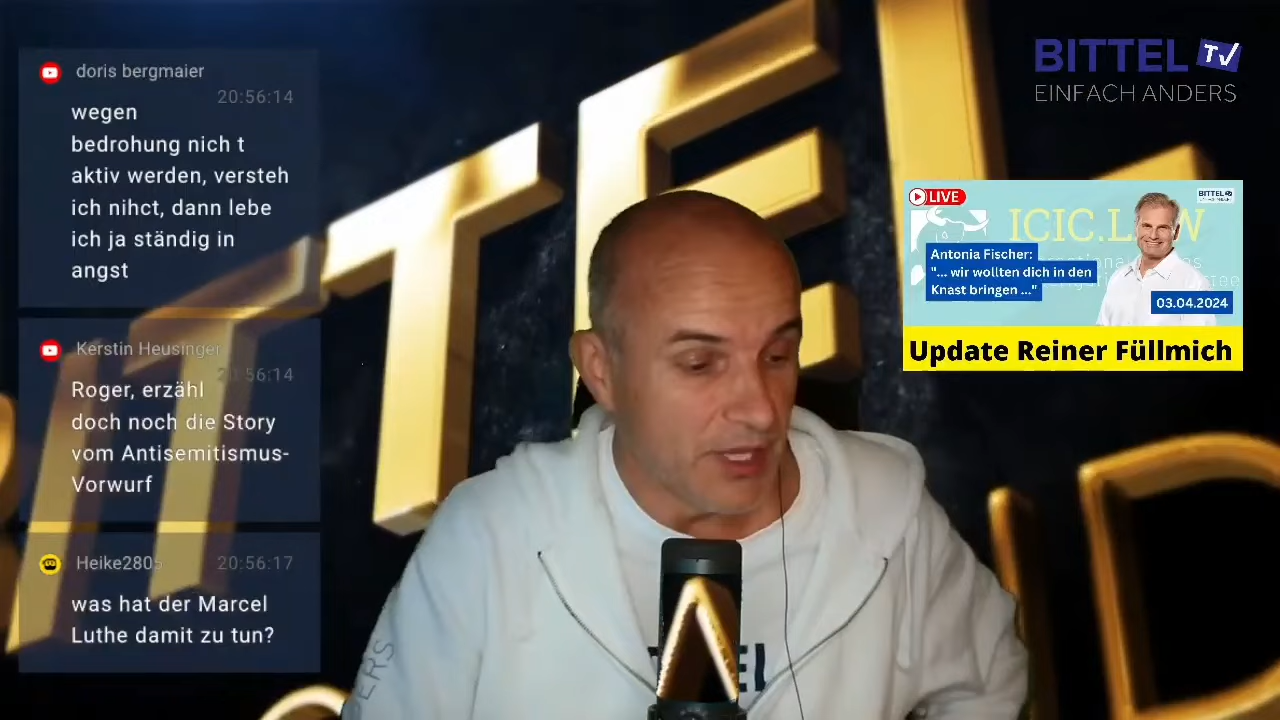 doris bergmaier
20:56:14
wegen
bedrohung nich t
aktiv werden, versteh
ich nihct, dann lebe
ich ja ständig in
angst
Kerstin Heusinger
20:56:14
Roger, erzähl
doch noch die Story
vom Antisemitismus-
Vorwurf
Heike2805
20:56:17
was hat der Marcel
Luthe damit zu tun?
BITTEL TV
EINFACH ANDERS
LIVE
BITTEL TV
ICIC.LAW
Antonia Fischer:
"... wir wollten dich in den
Knast bringen ..."
03.04.2024
Update Reiner Füllmich